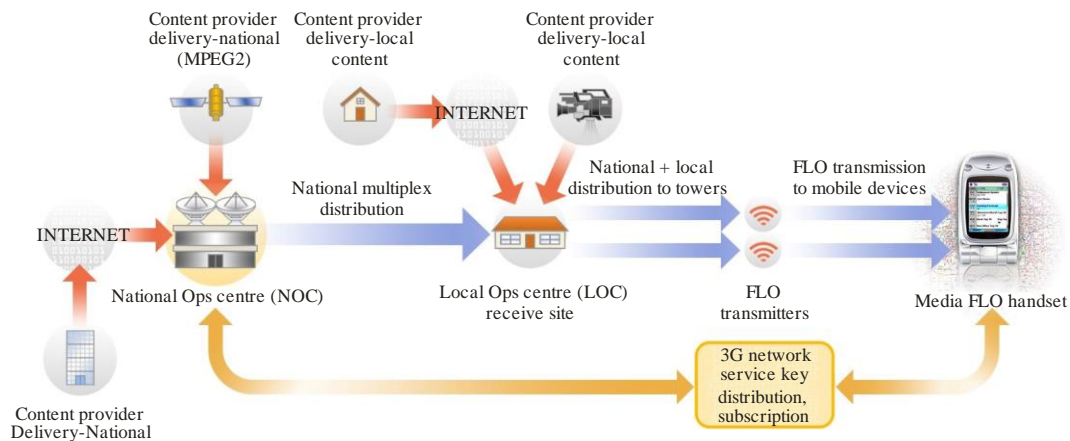 Content provider
delivery-national
(MPEG2)
Content provider
delivery-local
content
Content provider
delivery-local
content
INTERNET
National + local
distribution to towers
FLO transmission
to mobile devices
National multiplex
distribution
INTERNET
National Ops centre (NOC)
Local Ops centre (LOC)
receive site
FLO
transmitters
Media FLO handset
3G network
service key
distribution,
subscription
Content provider
Delivery-National